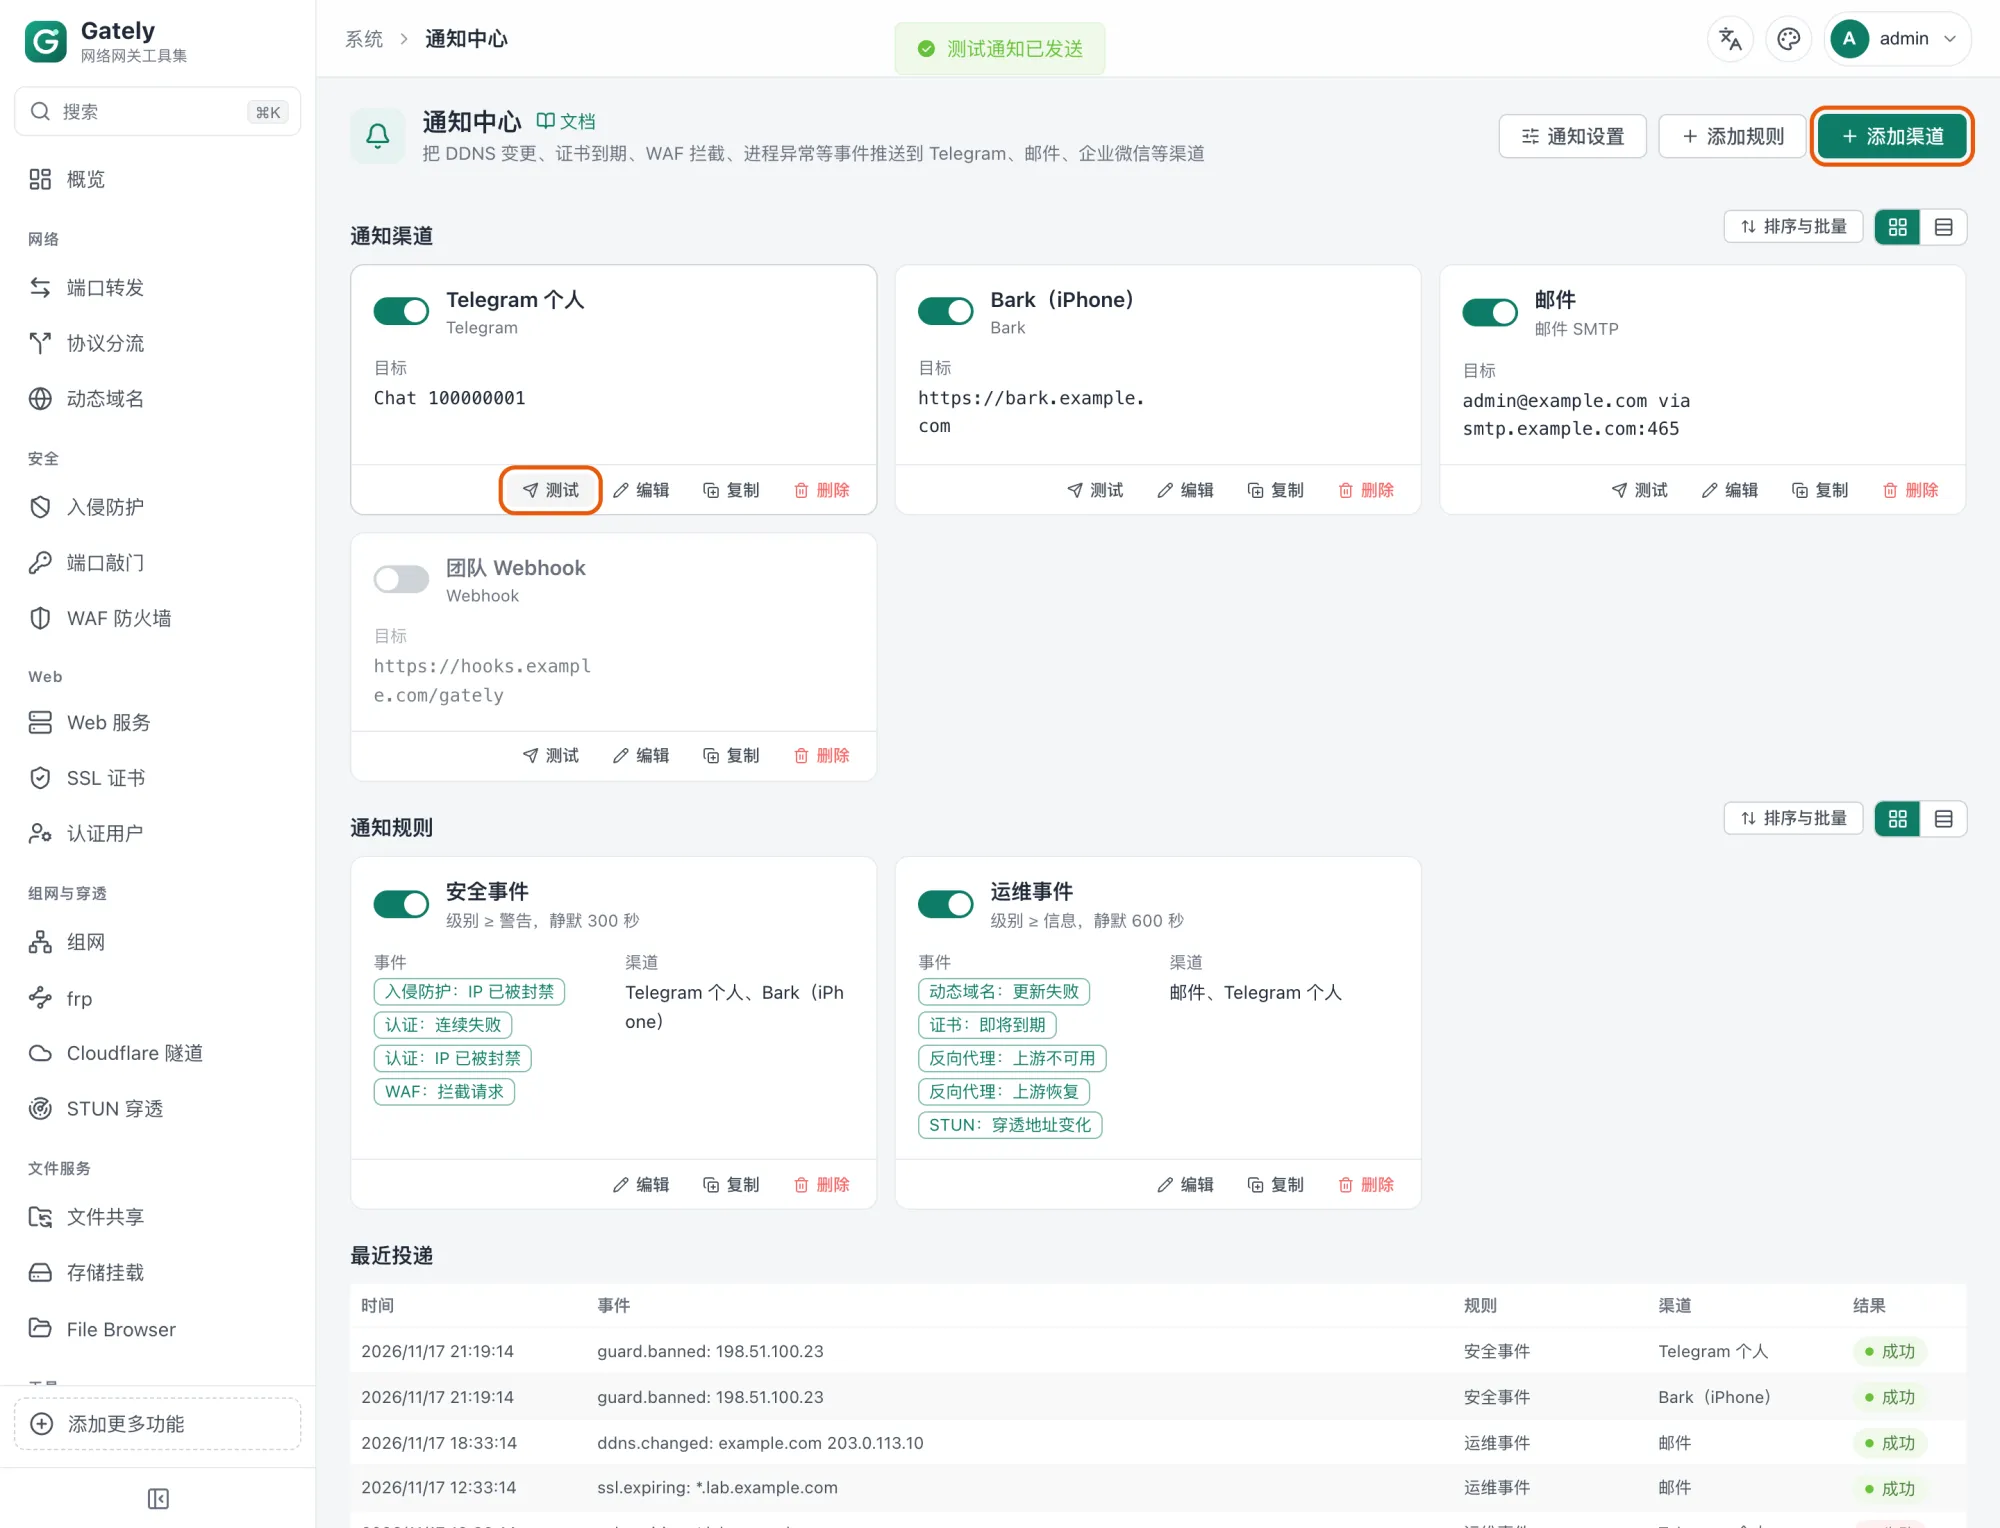 Gately
网络网关工具集
搜索
⌘K
概览
网络
端口转发
协议分流
动态域名
安全
入侵防护
端口敲门
WAF 防火墙
Web
Web 服务
SSL 证书
认证用户
组网与穿透
组网
frp
Cloudflare 隧道
STUN 穿透
文件服务
文件共享
存储挂载
File Browser
添加更多功能
系统 > 通知中心
测试通知已发送
A admin
通知中心 文档
把 DDNS 变更、证书到期、WAF 拦截、进程异常等事件推送到 Telegram、邮件、企业微信等渠道
通知设置
+ 添加规则
+ 添加渠道
通知渠道
排序与批量
Telegram 个人
Telegram
目标
Chat 100000001
测试 编辑 复制 删除
Bark（iPhone）
Bark
目标
https://bark.example.
com
测试 编辑 复制 删除
邮件
邮件 SMTP
目标
admin@example.com via
smtp.example.com:465
测试 编辑 复制 删除
团队 Webhook
Webhook
目标
https://hooks.exampl
e.com/gately
测试 编辑 复制 删除
通知规则
排序与批量
安全事件
级别 ≥ 警告，静默 300 秒
事件
入侵防护：IP 已被封禁
认证：连续失败
认证：IP 已被封禁
WAF：拦截请求
渠道
Telegram 个人、Bark（iPh
one）
编辑 复制 删除
运维事件
级别 ≥ 信息，静默 600 秒
事件
动态域名：更新失败
证书：即将到期
反向代理：上游不可用
反向代理：上游恢复
STUN：穿透地址变化
渠道
邮件、Telegram 个人
编辑 复制 删除
最近投递
时间 事件 规则 渠道 结果
2026/11/17 21:19:14 guard.banned: 198.51.100.23 安全事件 Telegram 个人 成功
2026/11/17 21:19:14 guard.banned: 198.51.100.23 安全事件 Bark（iPhone） 成功
2026/11/17 18:33:14 ddns.changed: example.com 203.0.113.10 运维事件 邮件 成功
2026/11/17 12:33:14 ssl.expiring: *.lab.example.com 运维事件 邮件 成功